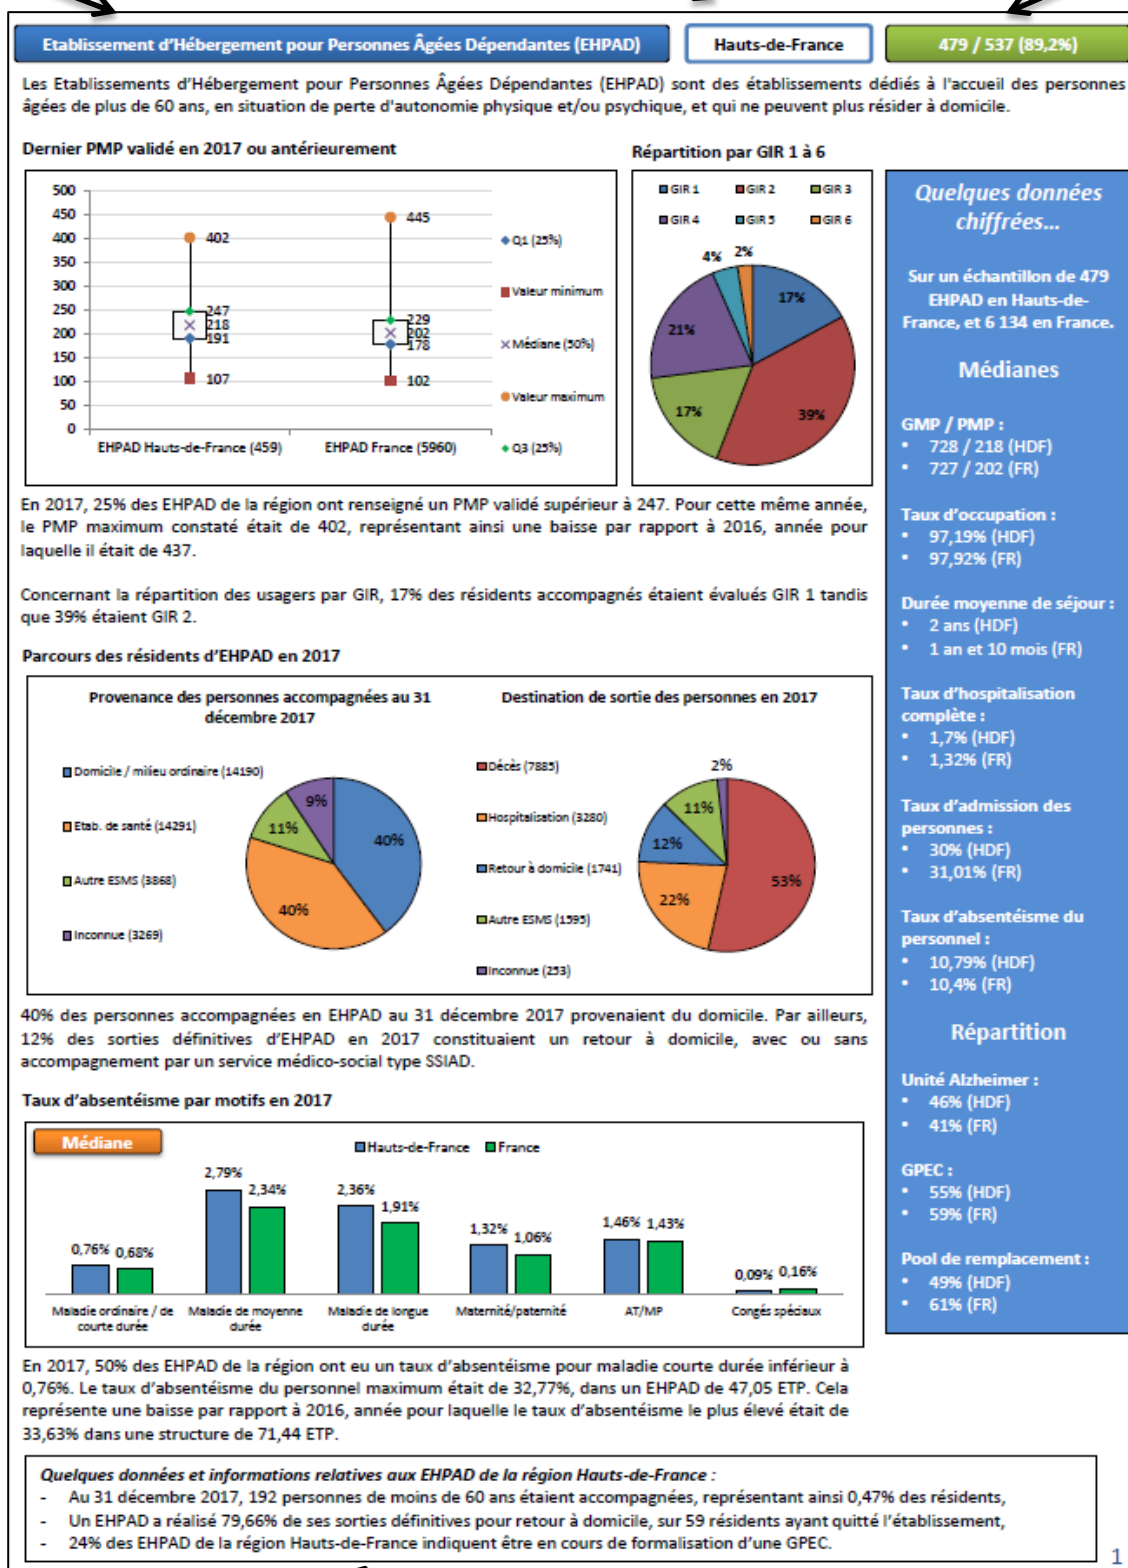 Etablissement d'Hébergement pour Personnes Âgées Dépendantes (EHPAD)
Hauts-de-France
479 / 537 (89,2%)
Les Etablissements d'Hébergement pour Personnes Âgées Dépendantes (EHPAD) sont des établissements dédiés à l'accueil des personnes
âgées de plus de 60 ans, en situation de perte d'autonomie physique et/ou psychique, et qui ne peuvent plus résider à domicile.
Dernier PMP validé en 2017 ou antérieurement
500
450
400
350
300
250
200
150
100
50
0
402
247
218
191
107
445
229
202
178
102
EHPAD Hauts-de-France (459)
EHPAD France (5960)
Q1 (25%)
Valeur minimum
Médiane (50%)
Valeur maximum
Q3 (25%)
Répartition par GIR 1 à 6
GIR 1 GIR 2 GIR 3
GIR 4 GIR 5 GIR 6
4% 2%
17%
21%
17%
39%
En 2017, 25% des EHPAD de la région ont renseigné un PMP validé supérieur à 247. Pour cette même année,
le PMP maximum constaté était de 402, représentant ainsi une baisse par rapport à 2016, année pour
laquelle il était de 437.
Concernant la répartition des usagers par GIR, 17% des résidents accompagnés étaient évalués GIR 1 tandis
que 39% étaient GIR 2.
Parcours des résidents d'EHPAD en 2017
Provenance des personnes accompagnées au 31
décembre 2017
Domicile / milieu ordinaire (14190)
Etab. de santé (14291)
Autre ESMS (3868)
Inconnue (3269)
9%
11%
40%
40%
Destination de sortie des personnes en 2017
Décès (7885)
Hospitalisation (3280)
Retour à domicile (1741)
Autre ESMS (1595)
Inconnue (253)
2%
11%
12%
53%
22%
40% des personnes accompagnées en EHPAD au 31 décembre 2017 provenaient du domicile. Par ailleurs,
12% des sorties définitives d'EHPAD en 2017 constituaient un retour à domicile, avec ou sans
accompagnement par un service médico-social type SSIAD.
Taux d'absentéisme par motifs en 2017
Médiane
Hauts-de-France France
0,76% 0,68%
2,79%
2,34%
2,36%
1,91%
1,32%
1,06%
1,46% 1,43%
0,09% 0,16%
Maladie ordinaire / de
courte durée
Maladie de moyenne
durée
Maladie de longue
durée
Maternité/paternité
AT/MP
Congés spéciaux
En 2017, 50% des EHPAD de la région ont eu un taux d'absentéisme pour maladie courte durée inférieur à
0,76%. Le taux d'absentéisme du personnel maximum était de 32,77%, dans un EHPAD de 47,05 ETP. Cela
représente une baisse par rapport à 2016, année pour laquelle le taux d'absentéisme le plus élevé était de
33,63% dans une structure de 71,44 ETP.
Quelques données
chiffrées...
Sur un échantillon de 479
EHPAD en Hauts-de-
France, et 6 134 en France.
Médianes
GMP / PMP :
• 728 / 218 (HDF)
• 727 / 202 (FR)
Taux d'occupation :
• 97,19% (HDF)
• 97,92% (FR)
Durée moyenne de séjour :
• 2 ans (HDF)
• 1 an et 10 mois (FR)
Taux d'hospitalisation
complète :
• 1,7% (HDF)
• 1,32% (FR)
Taux d'admission des
personnes :
• 30% (HDF)
• 31,01% (FR)
Taux d'absentéisme du
personnel :
• 10,79% (HDF)
• 10,4% (FR)
Répartition
Unité Alzheimer :
• 46% (HDF)
• 41% (FR)
GPEC :
• 55% (HDF)
• 59% (FR)
Pool de remplacement :
• 49% (HDF)
• 61% (FR)
Quelques données et informations relatives aux EHPAD de la région Hauts-de-France :
- Au 31 décembre 2017, 192 personnes de moins de 60 ans étaient accompagnées, représentant ainsi 0,47% des résidents,
- Un EHPAD a réalisé 79,66% de ses sorties définitives pour retour à domicile, sur 59 résidents ayant quitté l'établissement,
- 24% des EHPAD de la région Hauts-de-France indiquent être en cours de formalisation d'une GPEC.
1